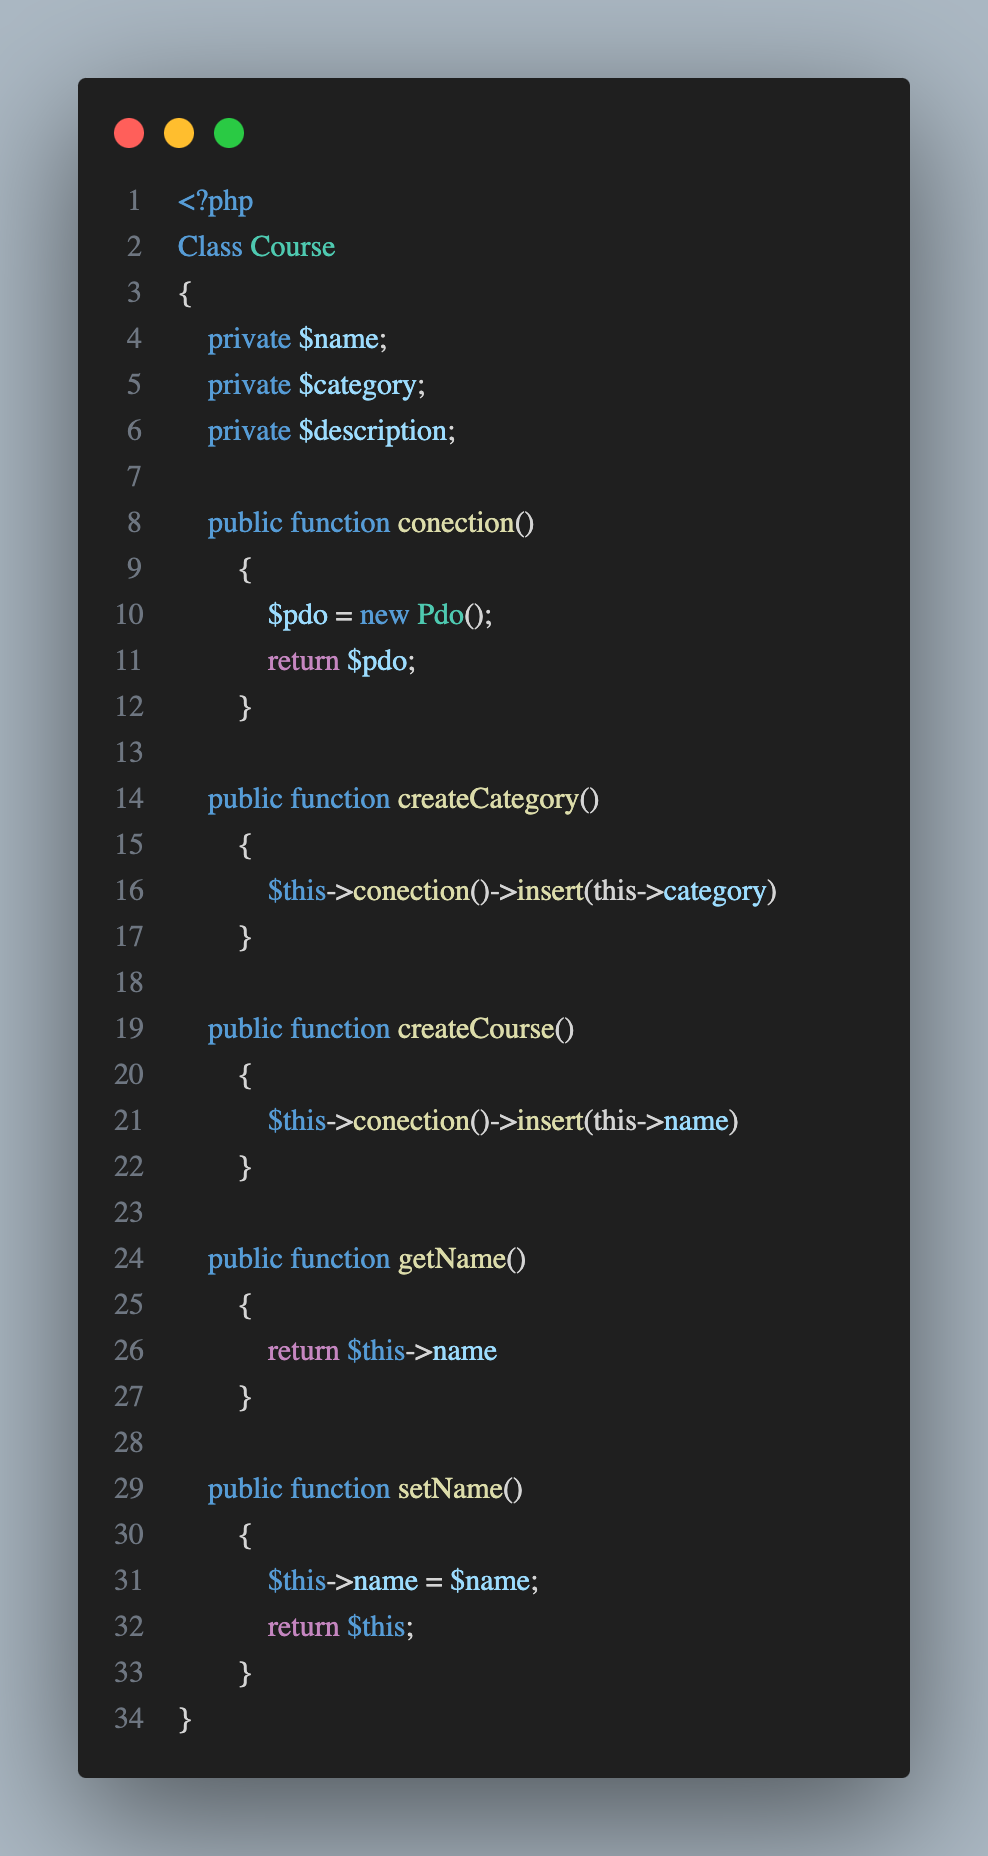 1 <?php
2 Class Course
3 {
4     private $name;
5     private $category;
6     private $description;
7
8     public function conection()
9         {
10             $pdo = new Pdo();
11             return $pdo;
12         }
13
14     public function createCategory()
15         {
16             $this->conection()->insert(this->category)
17         }
18
19     public function createCourse()
20         {
21             $this->conection()->insert(this->name)
22         }
23
24     public function getName()
25         {
26             return $this->name
27         }
28
29     public function setName()
30         {
31             $this->name = $name;
32             return $this;
33         }
34 }